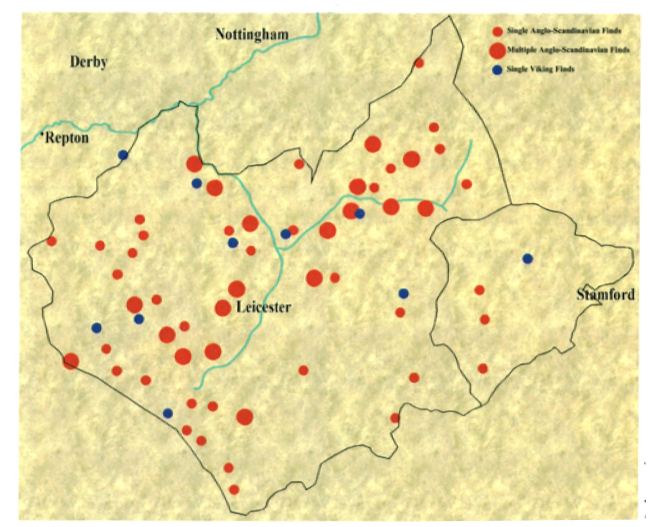 Nottingham
Single Anglo-Scandinavian Finds
Multiple Anglo-Scandinavian Finds
Derby
Single Viking Finds
Repton
Leicester
Stamford